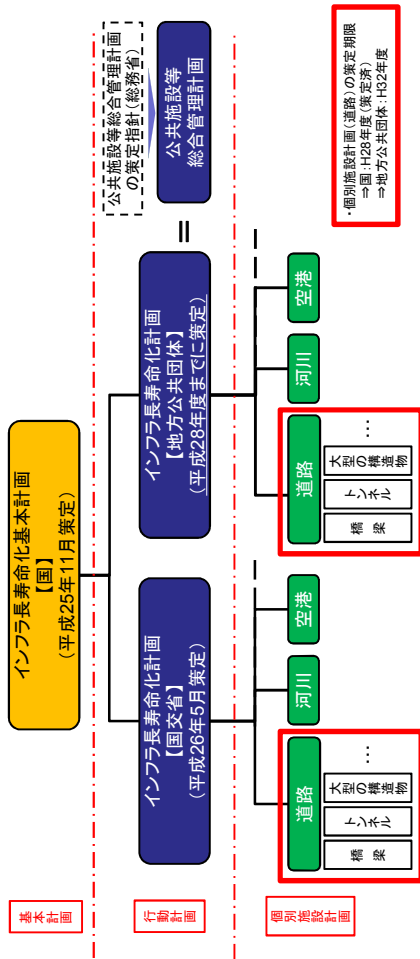 基本計画
インフラ長寿命化基本計画
【国】
(平成25年11月策定)
行動計画
インフラ長寿命化計画
【国交省】
(平成26年5月策定)
インフラ長寿命化計画
【地方公共団体】
(平成28年度までに策定)
=
公共施設等総合管理計画
の策定指針(総務省)
公共施設等
総合管理計画
個別施設計画
道路
橋梁
トンネル
大型の構造物
…
河川
空港
道路
橋梁
トンネル
大型の構造物
…
河川
空港
・個別施設計画(道路)の策定期限
⇒国:H28年度(策定済)
⇒地方公共団体:H32年度